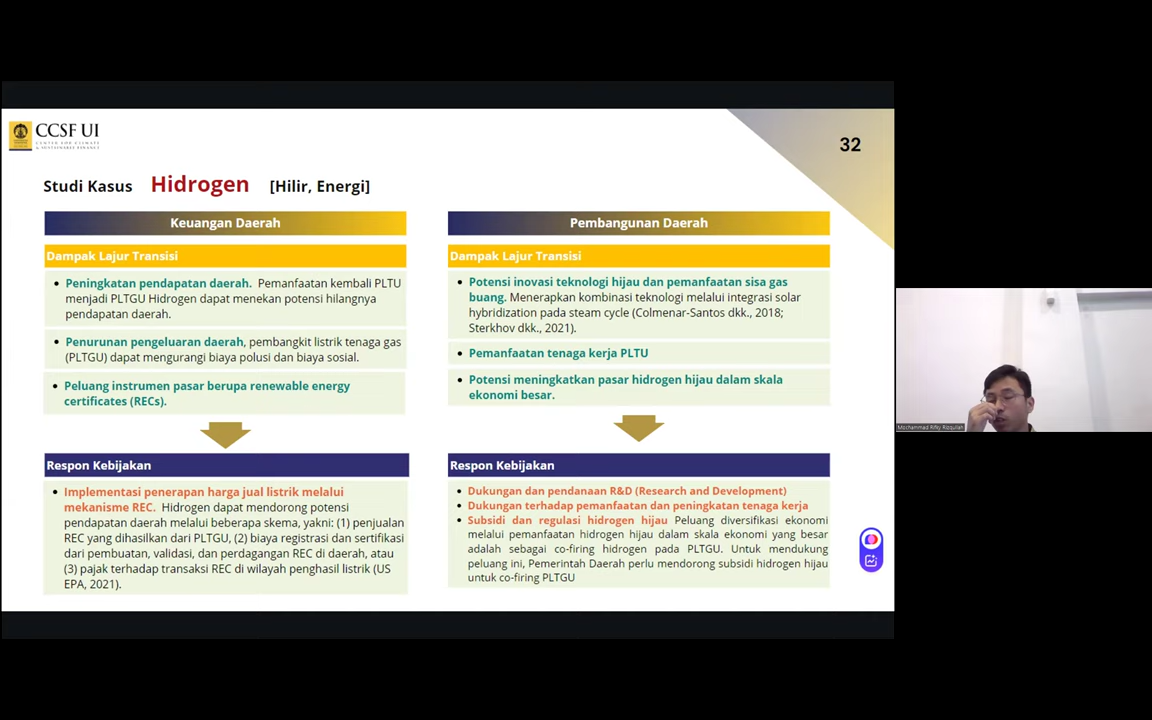 CCSF UI
CENTER FOR CLIMATE
& SUSTAINABLE FINANCE
32
Studi Kasus Hidrogen [Hilir, Energi]
Keuangan Daerah
Dampak Lajur Transisi
• Peningkatan pendapatan daerah. Pemanfaatan kembali PLTU
menjadi PLTGU Hidrogen dapat menekan potensi hilangnya
pendapatan daerah.
• Penurunan pengeluaran daerah, pembangkit listrik tenaga gas
(PLTGU) dapat mengurangi biaya polusi dan biaya sosial.
• Peluang instrumen pasar berupa renewable energy
certificates (RECs).
Respon Kebijakan
• Implementasi penerapan harga jual listrik melalui
mekanisme REC. Hidrogen dapat mendorong potensi
pendapatan daerah melalui beberapa skema, yakni: (1) penjualan
REC yang dihasilkan dari PLTGU, (2) biaya registrasi dan sertifikasi
dari pembuatan, validasi, dan perdagangan REC di daerah, atau
(3) pajak terhadap transaksi REC di wilayah penghasil listrik (US
EPA, 2021).
Pembangunan Daerah
Dampak Lajur Transisi
• Potensi inovasi teknologi hijau dan pemanfaatan sisa gas
buang. Menerapkan kombinasi teknologi melalui integrasi solar
hybridization pada steam cycle (Colmenar-Santos dkk., 2018;
Sterkhov dkk., 2021).
• Pemanfaatan tenaga kerja PLTU
• Potensi meningkatkan pasar hidrogen hijau dalam skala
ekonomi besar.
Respon Kebijakan
• Dukungan dan pendanaan R&D (Research and Development)
• Dukungan terhadap pemanfaatan dan peningkatan tenaga kerja
• Subsidi dan regulasi hidrogen hijau Peluang diversifikasi ekonomi
melalui pemanfaatan hidrogen hijau dalam skala ekonomi yang besar
adalah sebagai co-firing hidrogen pada PLTGU. Untuk mendukung
peluang ini, Pemerintah Daerah perlu mendorong subsidi hidrogen hijau
untuk co-firing PLTGU
Mochammad Rifky Rizqullah